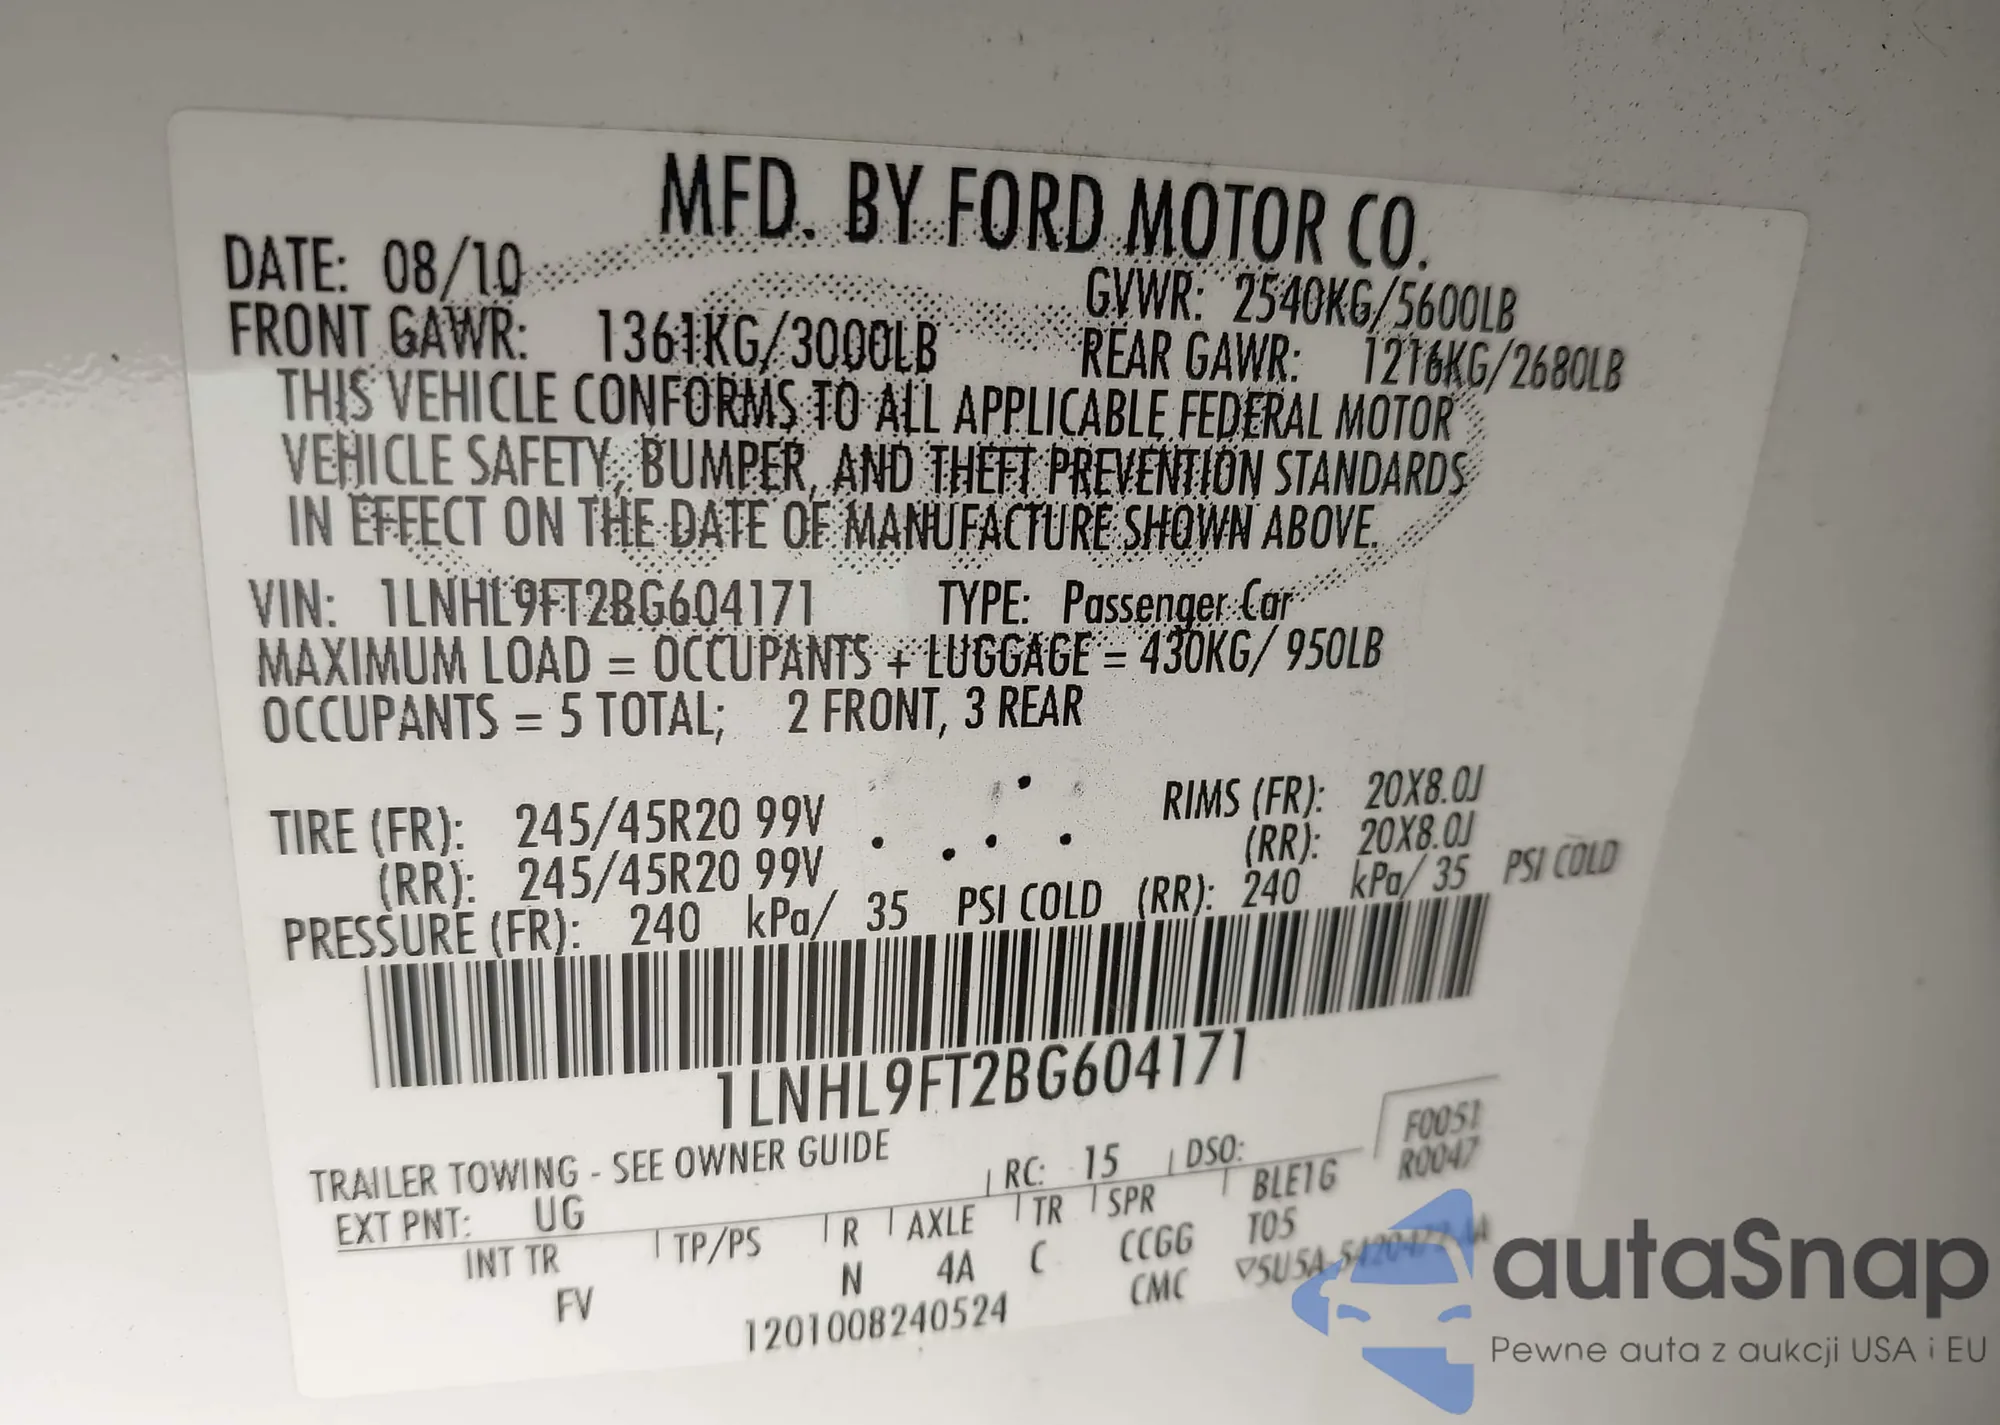 MFD. BY FORD MOTOR CO.
DATE: 08/10
GVWR: 2540KG/5600LB
FRONT GAWR: 1361KG/3000LB
REAR GAWR: 1216KG/2680LB
THIS VEHICLE CONFORMS TO ALL APPLICABLE FEDERAL MOTOR
VEHICLE SAFETY, BUMPER, AND THEFT PREVENTION STANDARDS
IN EFFECT ON THE DATE OF MANUFACTURE SHOWN ABOVE.
VIN: 1LNHL9FT2BG604171 TYPE: Passenger Car
MAXIMUM LOAD = OCCUPANTS + LUGGAGE = 430KG/ 950LB
OCCUPANTS = 5 TOTAL; 2 FRONT, 3 REAR
TIRE (FR): 245/45R20 99V RIMS (FR): 20X8.0J
(RR): 245/45R20 99V (RR): 20X8.0J
PRESSURE (FR): 240 kPa/ 35 PSI COLD (RR): 240 kPa/ 35 PSI COLD
1LNHL9FT2BG604171
TRAILER TOWING - SEE OWNER GUIDE
F0051
R0047
EXT PNT: UG RC: 15 DSO:
INT TR TP/PS R AXLE TR SPR BLE1G
FV N 4A C CCGG T05
1201008240524 CMC
autaSnap
Pewne auta z aukcji USA i EU